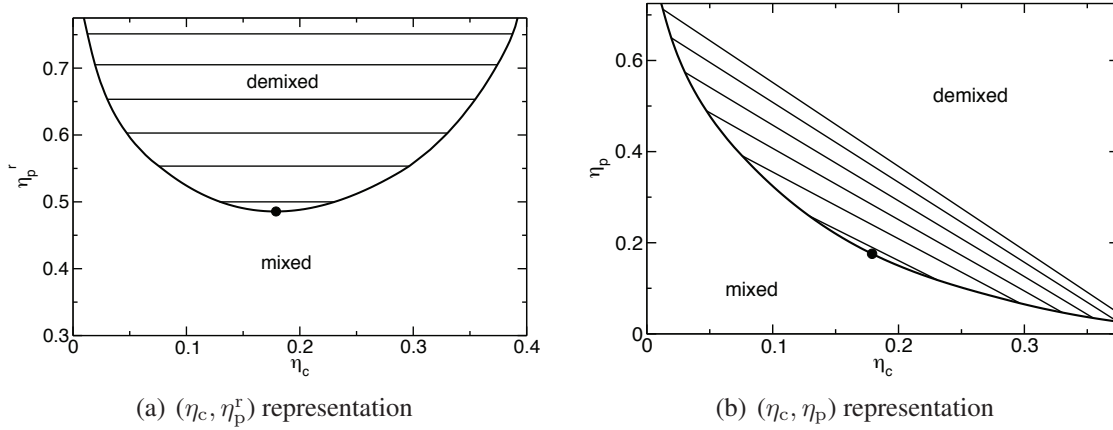 0.7
0.6
0.5
0.4
0.3
η_p^r
demixed
mixed
0
0.1
0.2
0.3
0.4
η_c
(a) (η_c, η_p^r) representation
0.6
0.4
0.2
0
η_p
demixed
mixed
0
0.1
0.2
0.3
η_c
(b) (η_c, η_p) representation